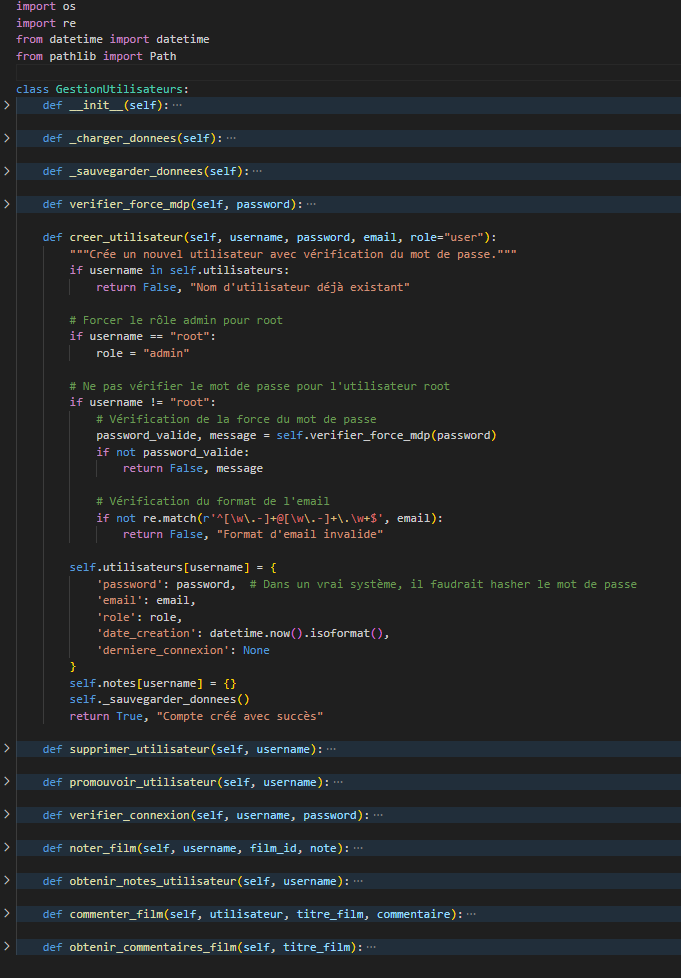 import os
import re
from datetime import datetime
from pathlib import Path
class GestionUtilisateurs:
def __init__(self): ···
def _charger_donnees(self): ···
def _sauvegarder_donnees(self): ···
def verifier_force_mdp(self, password): ···
def creer_utilisateur(self, username, password, email, role="user"):
"""Crée un nouvel utilisateur avec vérification du mot de passe."""
if username in self.utilisateurs:
return False, "Nom d'utilisateur déjà existant"
# Forcer le rôle admin pour root
if username == "root":
role = "admin"
# Ne pas vérifier le mot de passe pour l'utilisateur root
if username != "root":
# Vérification de la force du mot de passe
password_valide, message = self.verifier_force_mdp(password)
if not password_valide:
return False, message
# Vérification du format de l'email
if not re.match(r'^[\w\.-]+@[\w\.-]+\.\w+$', email):
return False, "Format d'email invalide"
self.utilisateurs[username] = {
'password': password,  # Dans un vrai système, il faudrait hasher le mot de passe
'email': email,
'role': role,
'date_creation': datetime.now().isoformat(),
'derniere_connexion': None
}
self.notes[username] = {}
self._sauvegarder_donnees()
return True, "Compte créé avec succès"
def supprimer_utilisateur(self, username): ···
def promouvoir_utilisateur(self, username): ···
def verifier_connexion(self, username, password): ···
def noter_film(self, username, film_id, note): ···
def obtenir_notes_utilisateur(self, username): ···
def commenter_film(self, utilisateur, titre_film, commentaire): ···
def obtenir_commentaires_film(self, titre_film): ···